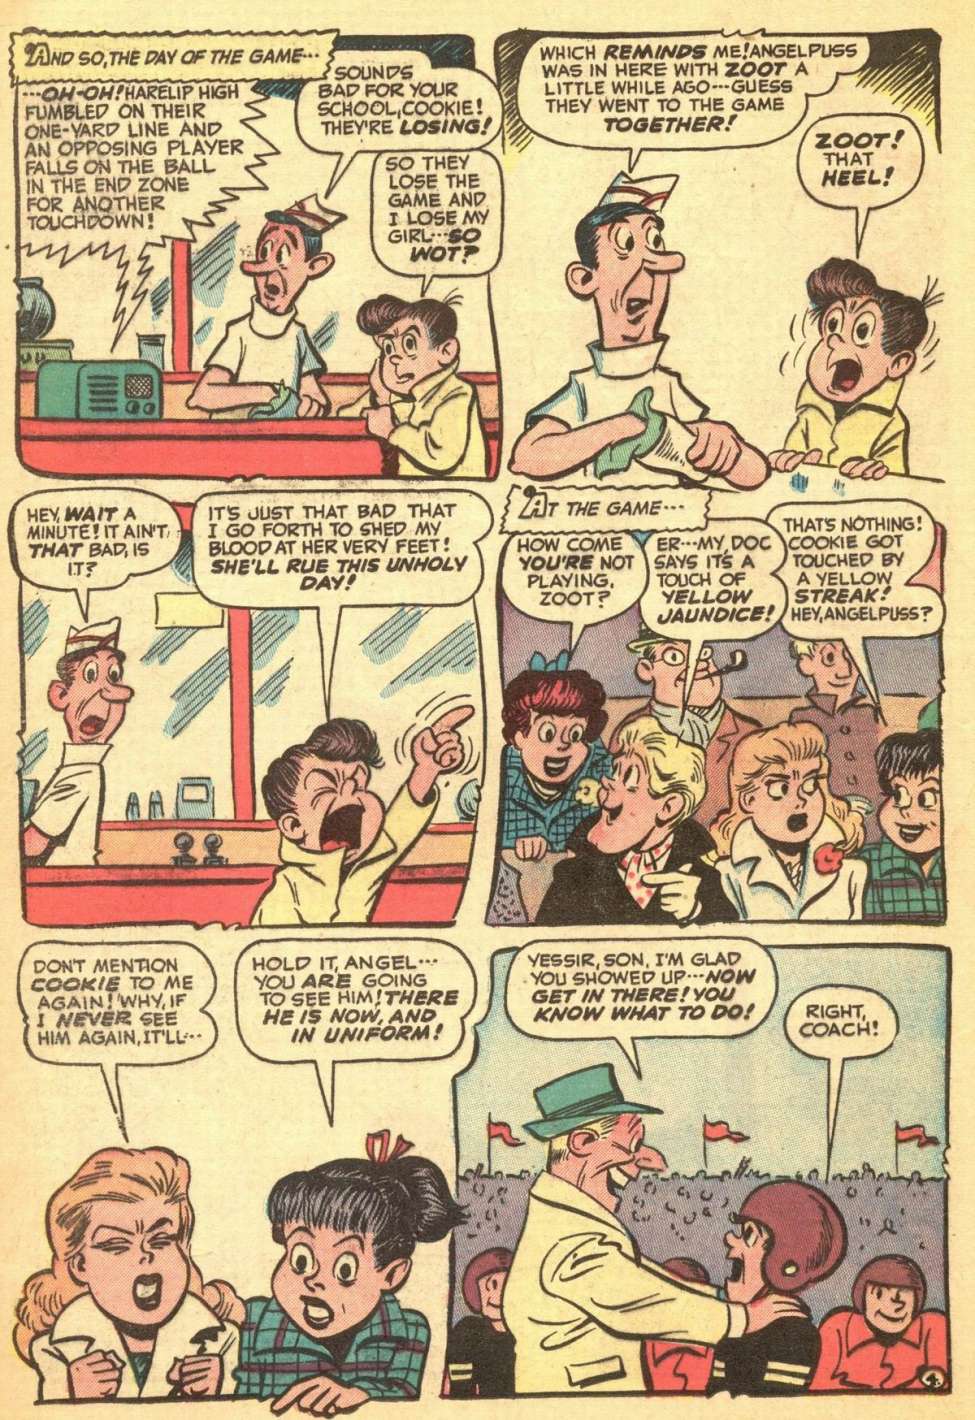 AND SO, THE DAY OF THE GAME---
---OH-OH! HARELIP HIGH
FUMBLED ON THEIR
ONE-YARD LINE AND
AN OPPOSING PLAYER
FALLS ON THE BALL
IN THE END ZONE
FOR ANOTHER
TOUCHDOWN!
SOUNDS
BAD FOR YOUR
SCHOOL, COOKIE!
THEY'RE LOSING!
SO THEY
LOSE THE
GAME AND
I LOSE MY
GIRL---SO
WOT?
WHICH REMINDS ME! ANGELPUSS
WAS IN HERE WITH ZOOT A
LITTLE WHILE AGO---GUESS
THEY WENT TO THE GAME
TOGETHER!
ZOOT!
THAT
HEEL!
HEY, WAIT A
MINUTE! IT AIN'T
THAT BAD, IS
IT?
IT'S JUST THAT BAD THAT
I GO FORTH TO SHED MY
BLOOD AT HER VERY FEET!
SHE'LL RUE THIS UNHOLY
DAY!
AT THE GAME---
HOW COME
YOU'RE NOT
PLAYING,
ZOOT?
ER---MY DOC
SAYS IT'S A
TOUCH OF
YELLOW
JAUNDICE!
THAT'S NOTHING!
COOKIE GOT
TOUCHED BY
A YELLOW
STREAK!
HEY, ANGELPUSS?
DON'T MENTION
COOKIE TO ME
AGAIN! WHY, IF
I NEVER SEE
HIM AGAIN, IT'LL---
HOLD IT, ANGEL---
YOU ARE GOING
TO SEE HIM! THERE
HE IS NOW, AND
IN UNIFORM!
YESSIR, SON, I'M GLAD
YOU SHOWED UP---NOW
GET IN THERE! YOU
KNOW WHAT TO DO!
RIGHT,
COACH!
4